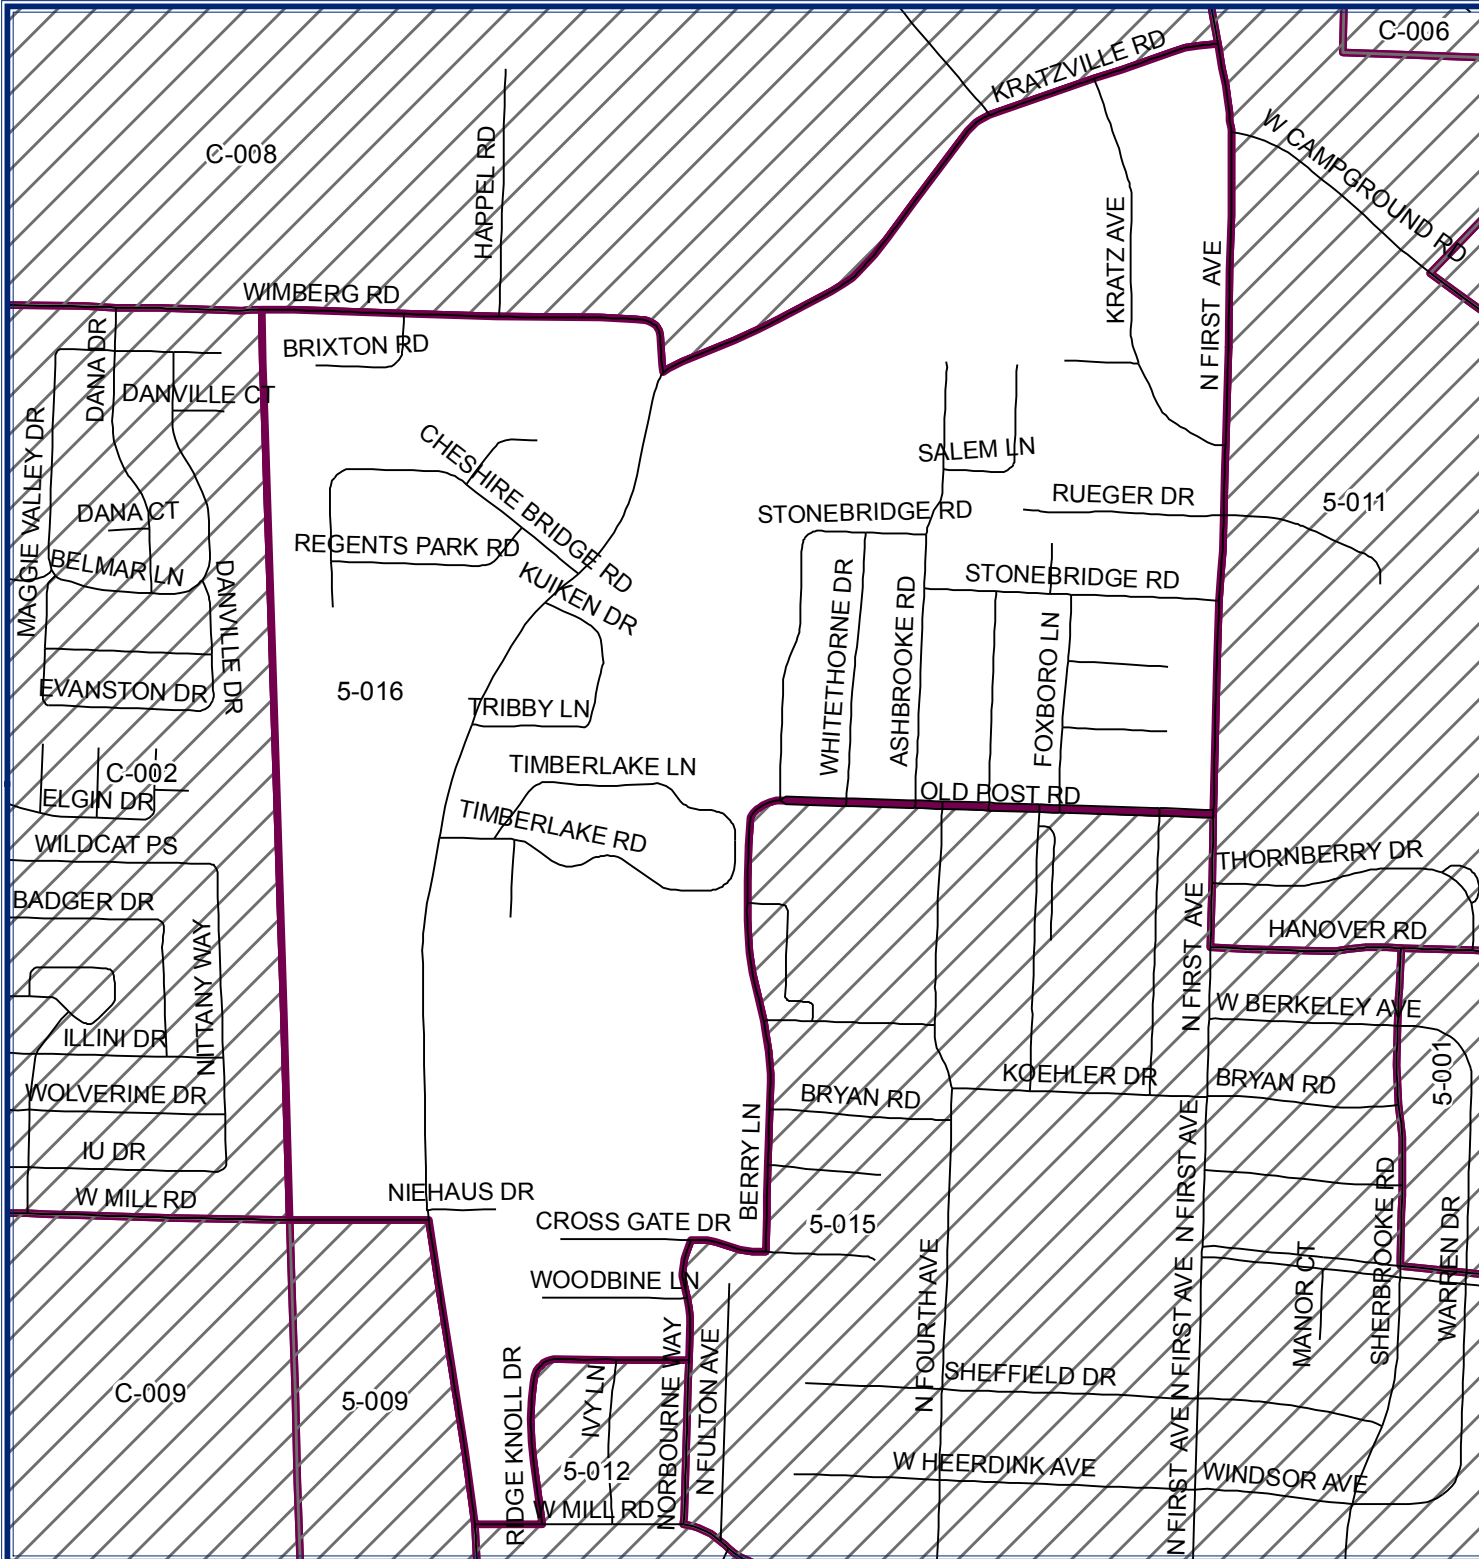 C-006
KRATZVILLE RD
W CAMPGROUND RD
C-008
HAPPEL RD
KRATZ AVE
N FIRST AVE
WIMBERG RD
DANA DR
BRIXTON RD
DANVILLE CT
MAGGIE VALLEY DR
CHESHIRE BRIDGE RD
SALEM LN
RUEGER DR
5-011
DANA CT
STONEBRIDGE RD
REGENTS PARK RD
BELMAR LN
KUIKEN DR
STONEBRIDGE RD
DANVILLE DR
WHITETHORNE DR
ASHBROOKE RD
FOXBORO LN
EVANSTON DR
5-016
TRIBBY LN
C-002
TIMBERLAKE LN
ELGIN DR
OLD POST RD
TIMBERLAKE RD
WILDCAT PS
THORNBERRY DR
BADGER DR
NITTANY WAY
N FIRST AVE
HANOVER RD
W BERKELEY AVE
ILLINI DR
KOEHLER DR
BRYAN RD
5-001
WOLVERINE DR
BRYAN RD
IU DR
BERRY LN
N FIRST AVE
W MILL RD
NIEHAUS DR
CROSS GATE DR
5-015
SHERBROOKE RD
WARREN DR
N FOURTH AVE
N FIRST AVE
MANOR CT
WOODBINE LN
NORBOURNE WAY
N FULTON AVE
RIDGE KNOLL DR
IVY LN
SHEFFIELD DR
C-009
5-009
N FIRST AVE
5-012
W HEERDINK AVE
WINDSOR AVE
W MILL RD